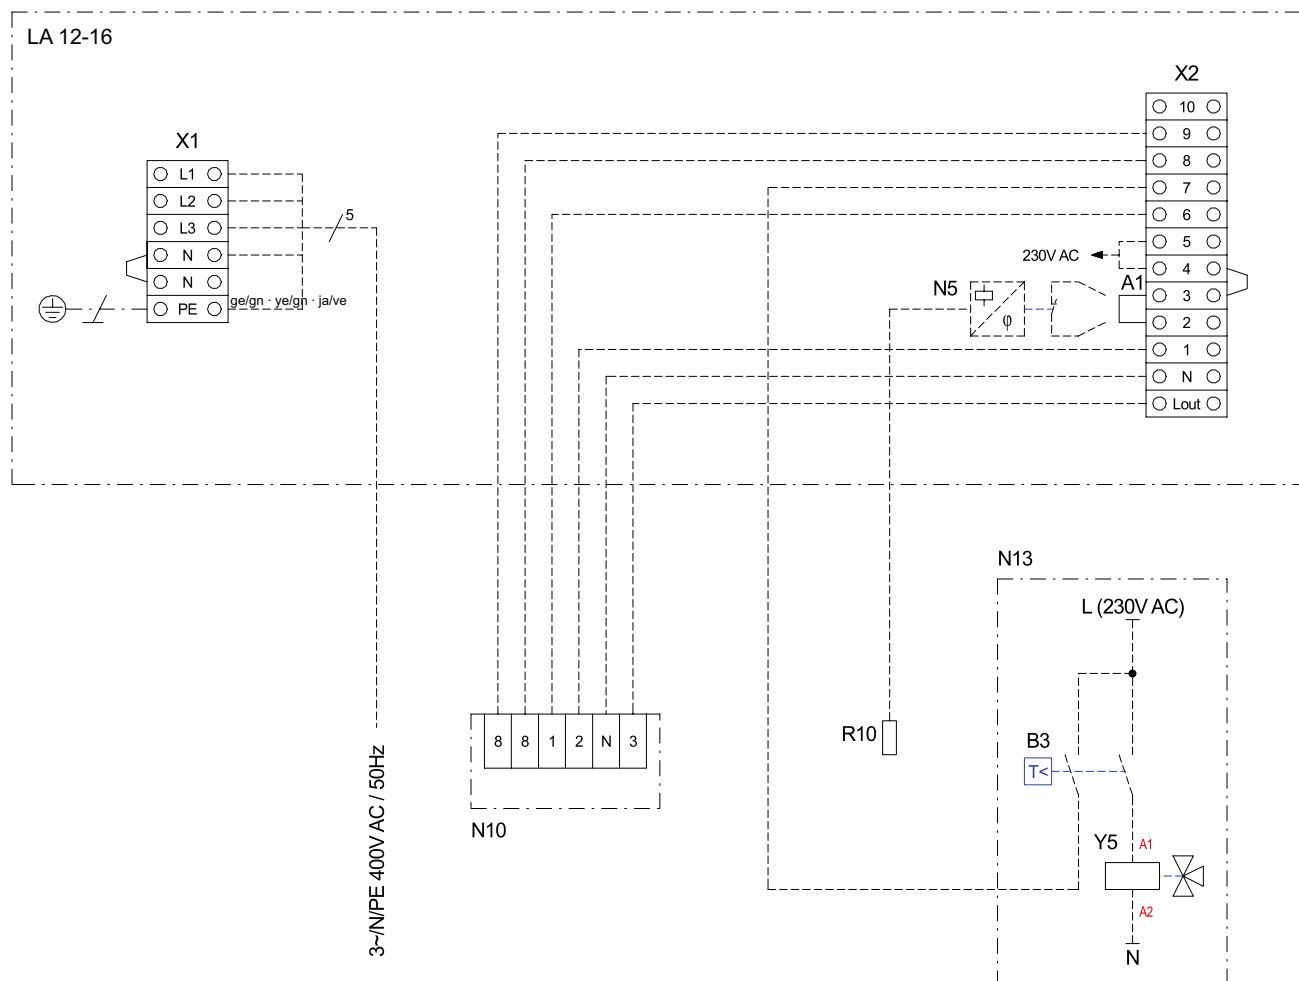 LA 12-16
X2
10
9
8
7
6
5
4
3
2
1
N
Lout
X1
L1
L2
L3
N
N
PE
5
ge/gn · ye/gn · ja/ve
230V AC
A1
N5
φ
N13
L (230V AC)
B3
T<
R10
Y5
A1
A2
N
8 8 1 2 N 3
N10
3~/N/PE 400V AC / 50Hz